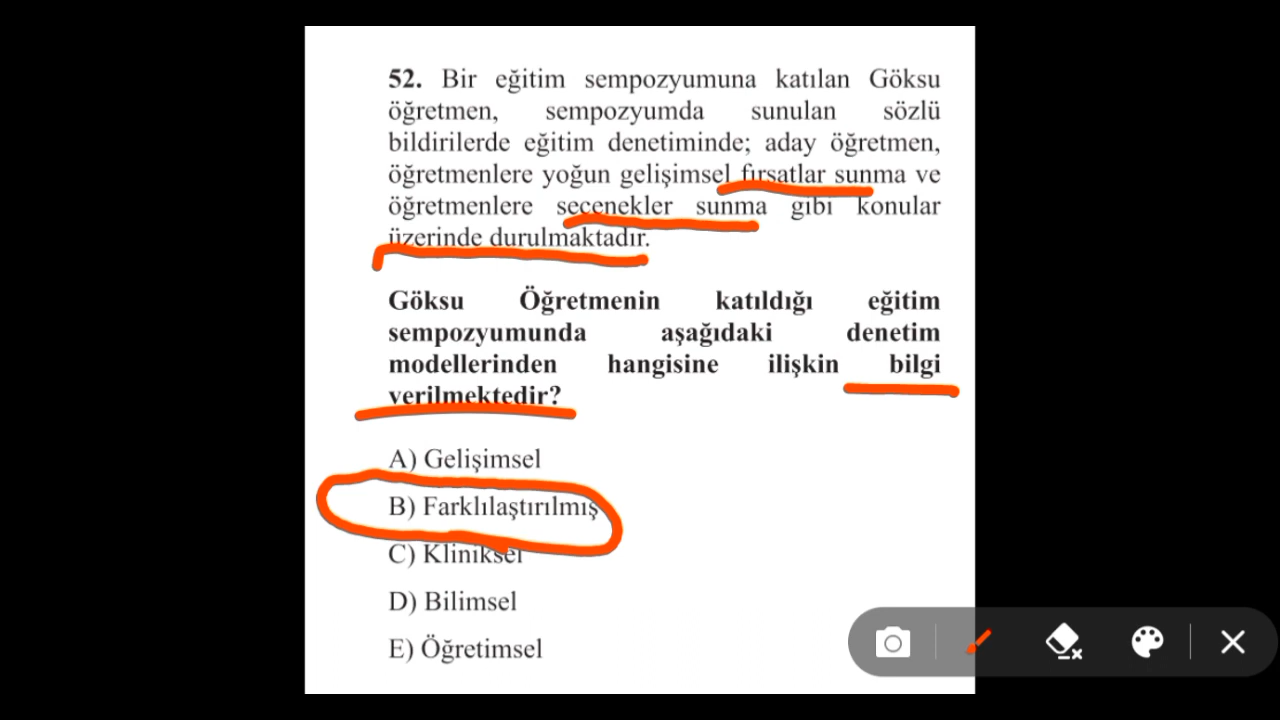 52. Bir eğitim sempozyumuna katılan Göksu
öğretmen, sempozyumda sunulan sözlü
bildirilerde eğitim denetiminde; aday öğretmen,
öğretmenlere yoğun gelişimsel fırsatlar sunma ve
öğretmenlere seçenekler sunma gibi konular
üzerinde durulmaktadır.
Göksu Öğretmenin katıldığı eğitim
sempozyumunda aşağıdaki denetim
modellerinden hangisine ilişkin bilgi
verilmektedir?
A) Gelişimsel
B) Farklılaştırılmış
C) Kliniksel
D) Bilimsel
E) Öğretimsel